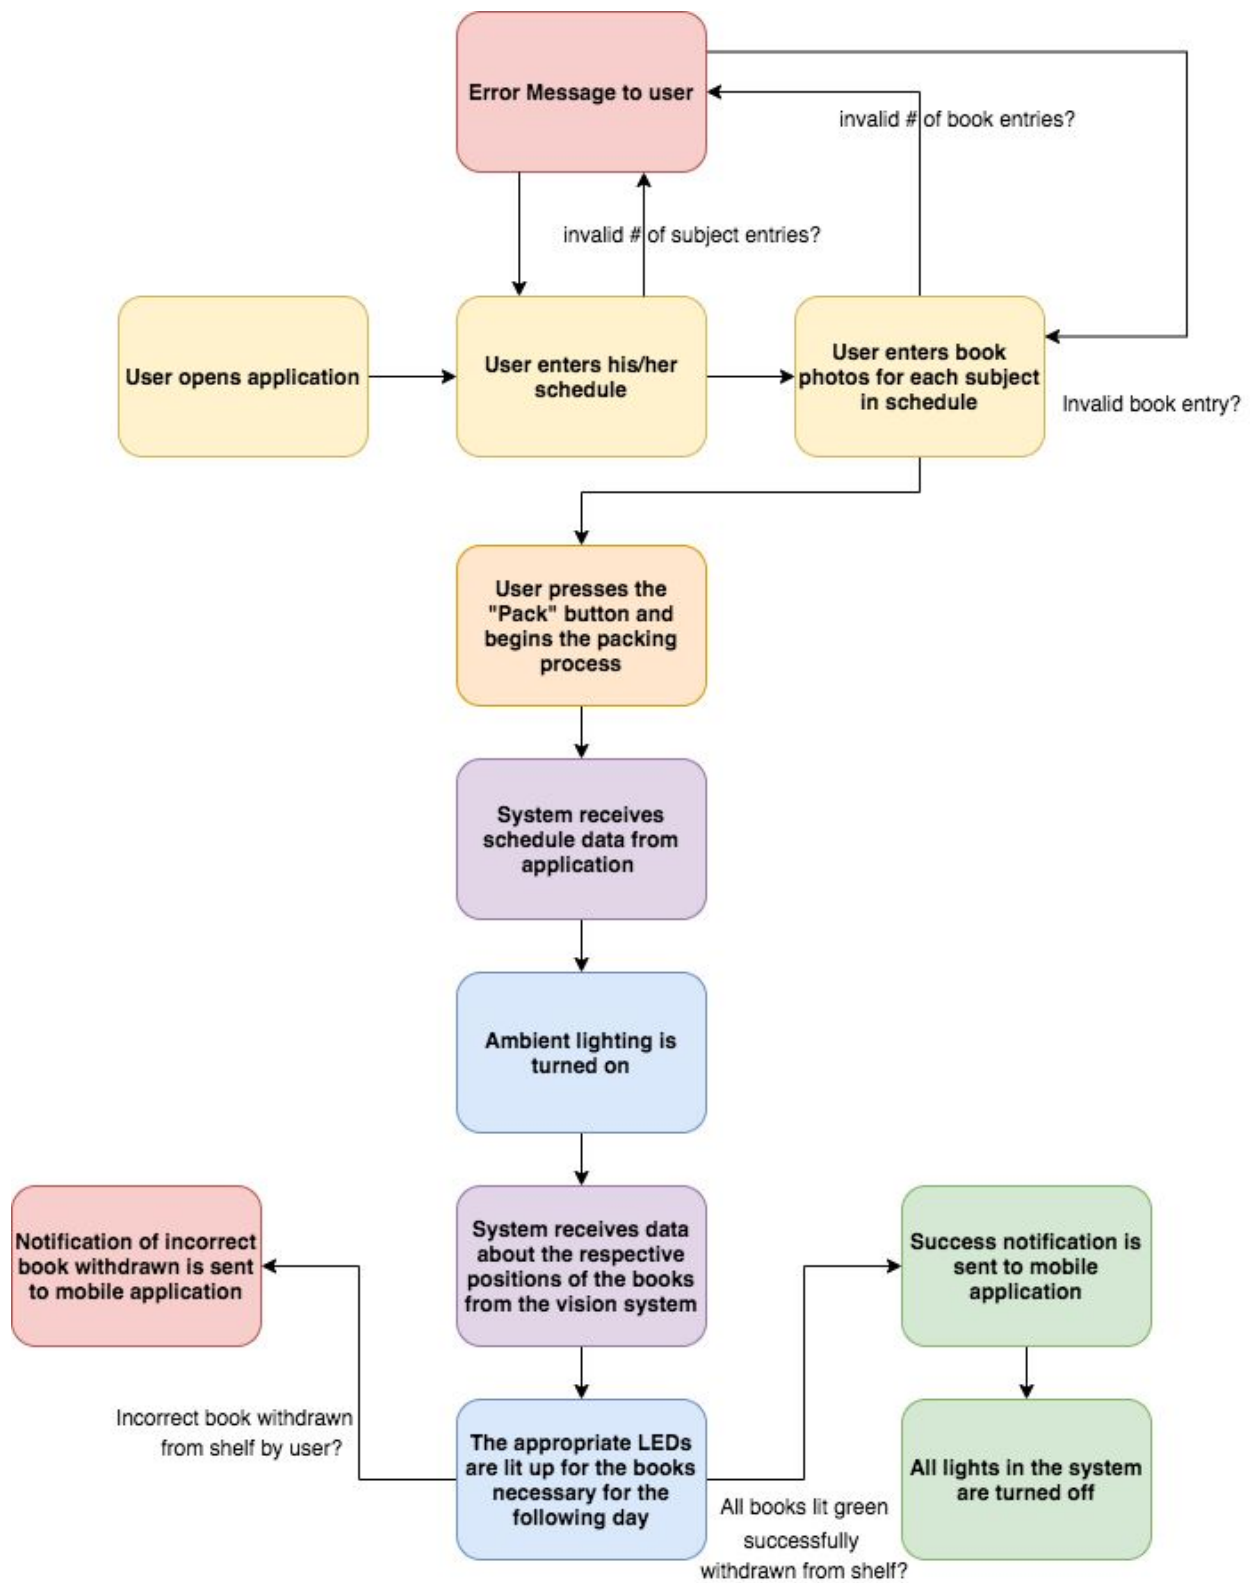 Error Message to user
invalid # of book entries?
invalid # of subject entries?
User opens application
User enters his/her
schedule
User enters book
photos for each subject
in schedule
Invalid book entry?
User presses the
"Pack" button and
begins the packing
process
System receives
schedule data from
application
Ambient lighting is
turned on
Notification of incorrect
book withdrawn is sent
to mobile application
System receives data
about the respective
positions of the books
from the vision system
Success notification is
sent to mobile
application
Incorrect book withdrawn
from shelf by user?
The appropriate LEDs
are lit up for the books
necessary for the
following day
All books lit green
successfully
withdrawn from shelf?
All lights in the system
are turned off